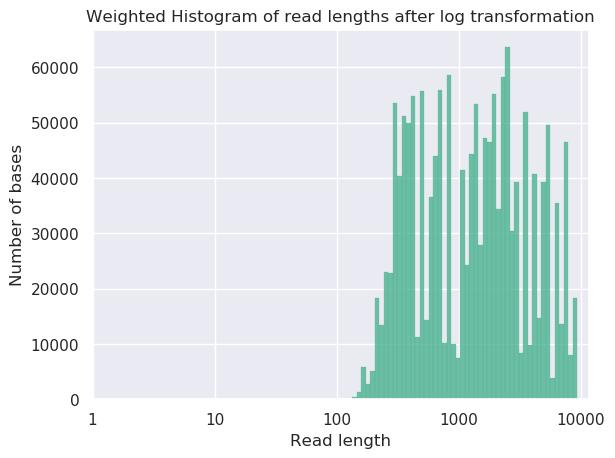 Weighted Histogram of read lengths after log transformation
Number of bases
60000
50000
40000
30000
20000
10000
0
1 10 100 1000 10000
Read length